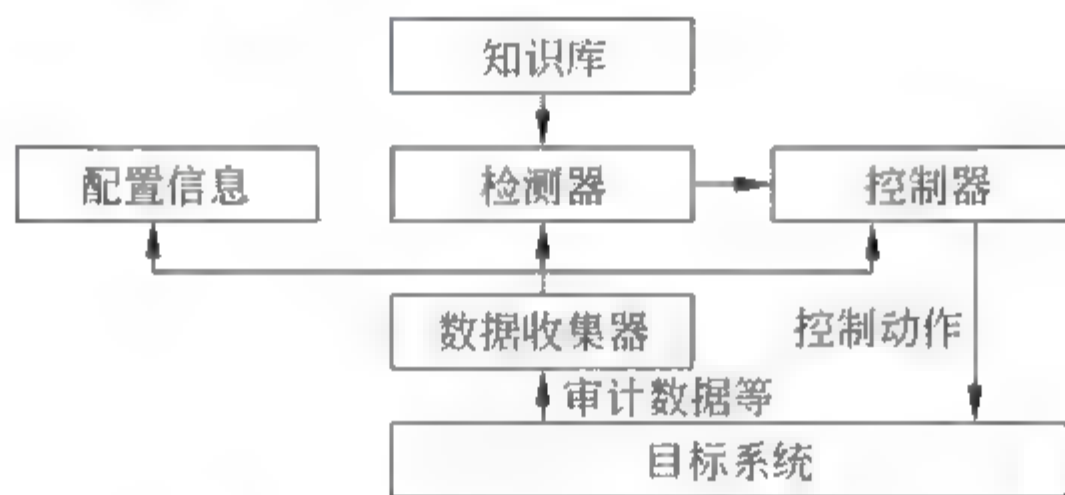 知识库
配置信息
检测器
控制器
数据收集器
控制动作
审计数据等
目标系统